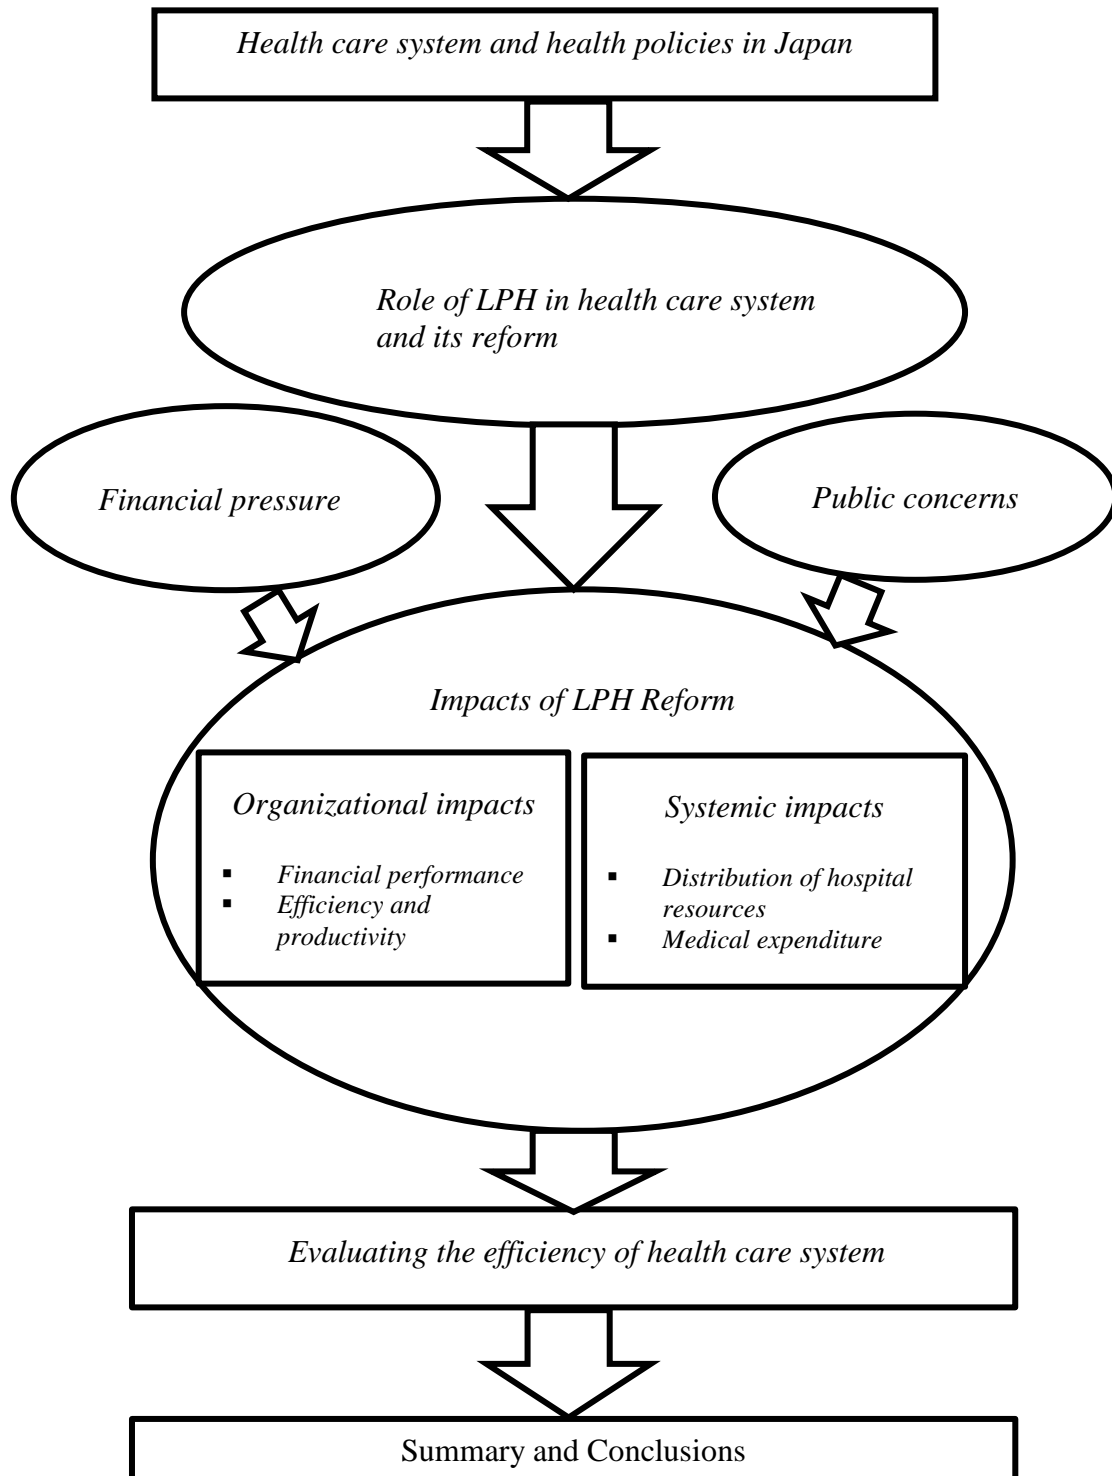 Health care system and health policies in Japan
Role of LPH in health care system
and its reform
Financial pressure
Public concerns
Impacts of LPH Reform
Organizational impacts
▪ Financial performance
▪ Efficiency and
productivity
Systemic impacts
▪ Distribution of hospital
resources
▪ Medical expenditure
Evaluating the efficiency of health care system
Summary and Conclusions